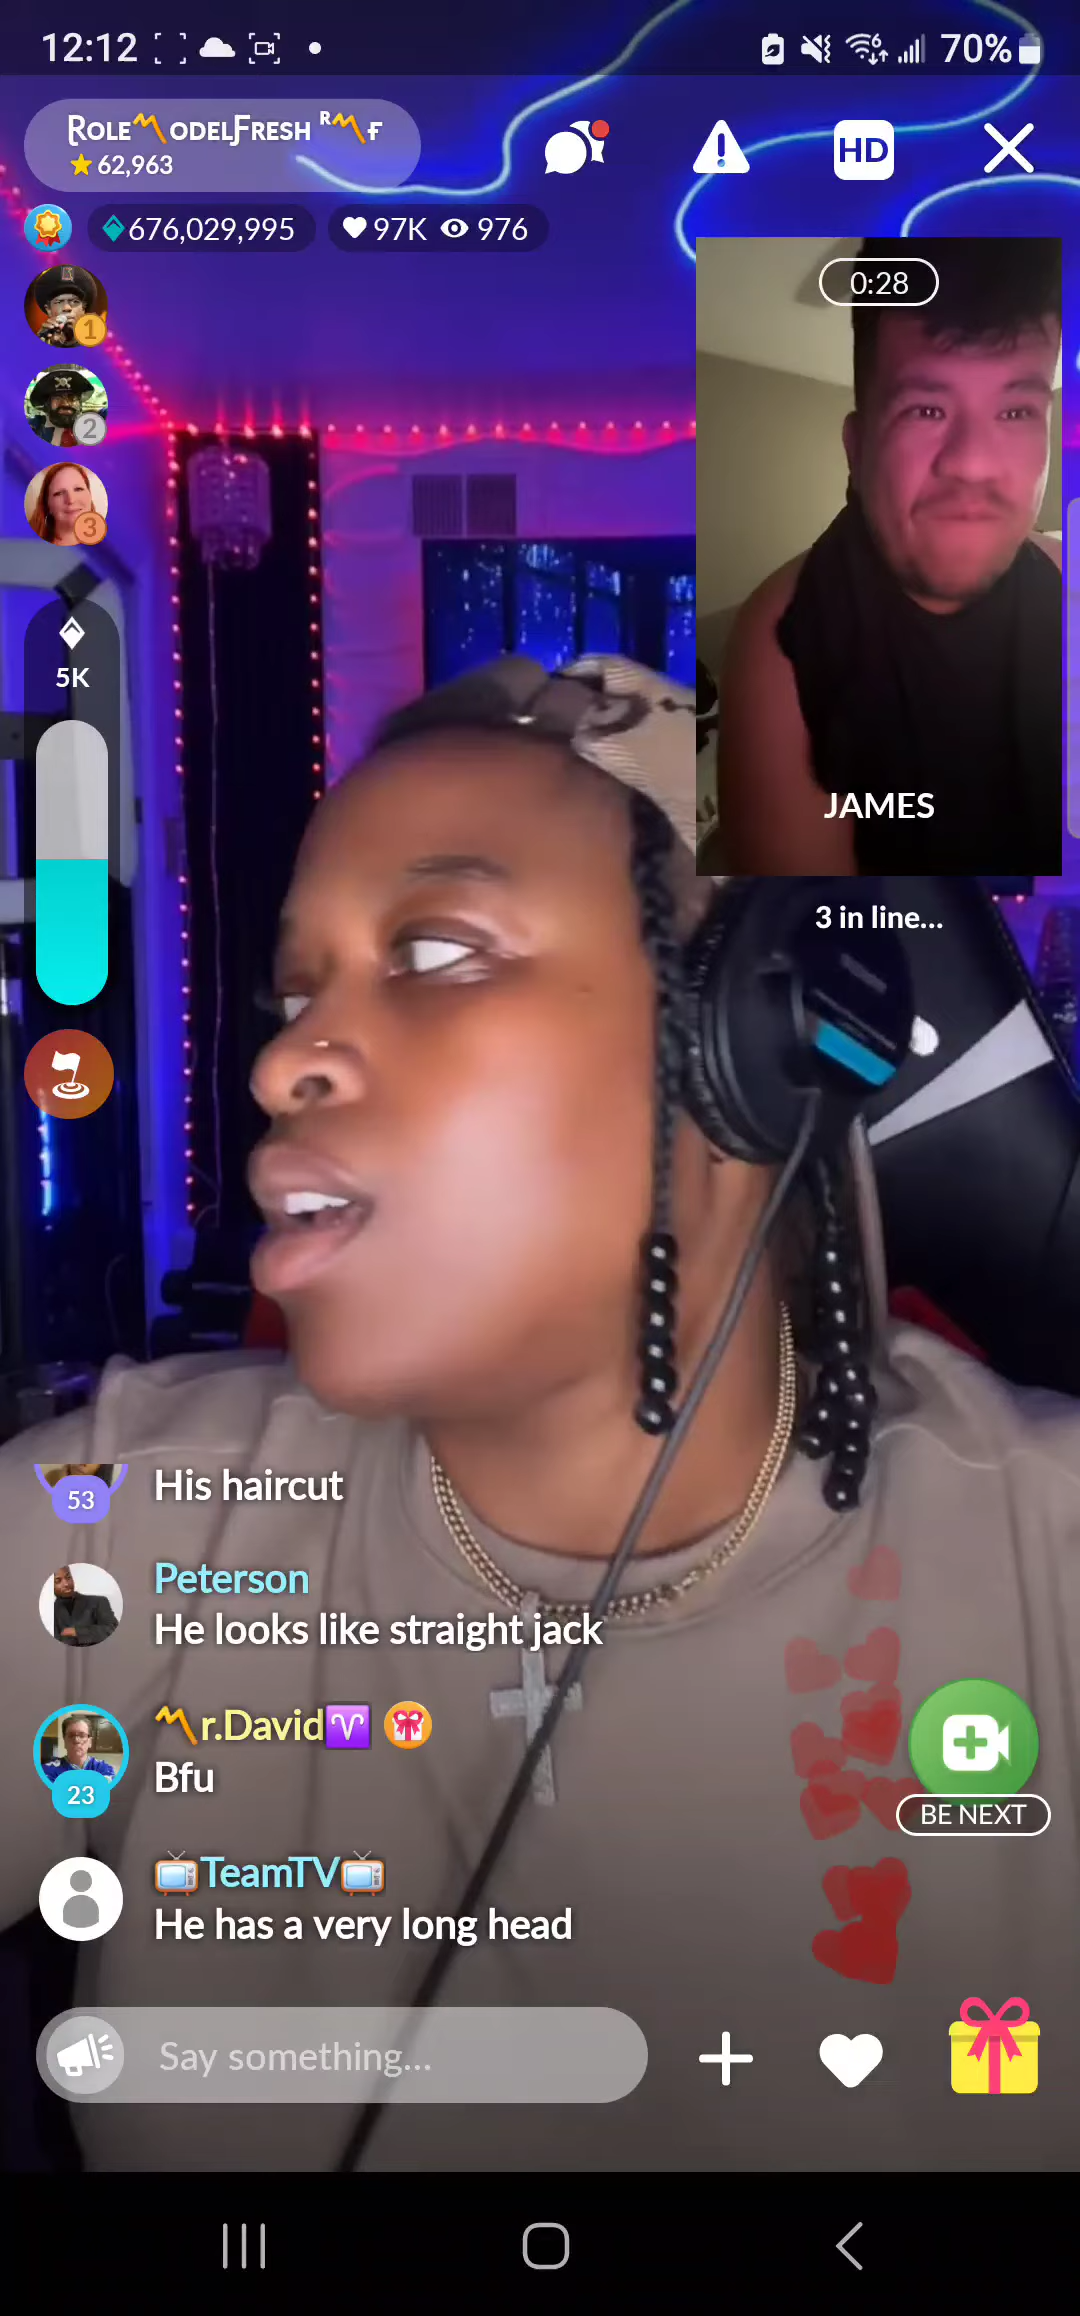 12:12
70%
RoleModelFresh RMF
62,963
HD
676,029,995
97K
976
0:28
1
2
3
5K
JAMES
3 in line...
53
His haircut
Peterson
He looks like straight jack
Mr.David♈
23
Bfu
BE NEXT
📺TeamTV📺
He has a very long head
Say something...